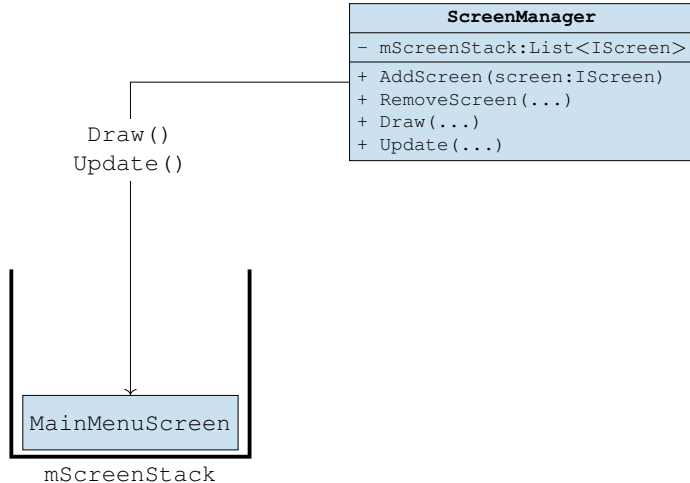 ScreenManager
- mScreenStack:List<IScreen>
+ AddScreen(screen:IScreen)
+ RemoveScreen(...)
+ Draw(...)
+ Update(...)
Draw()
Update()
MainMenuScreen
mScreenStack